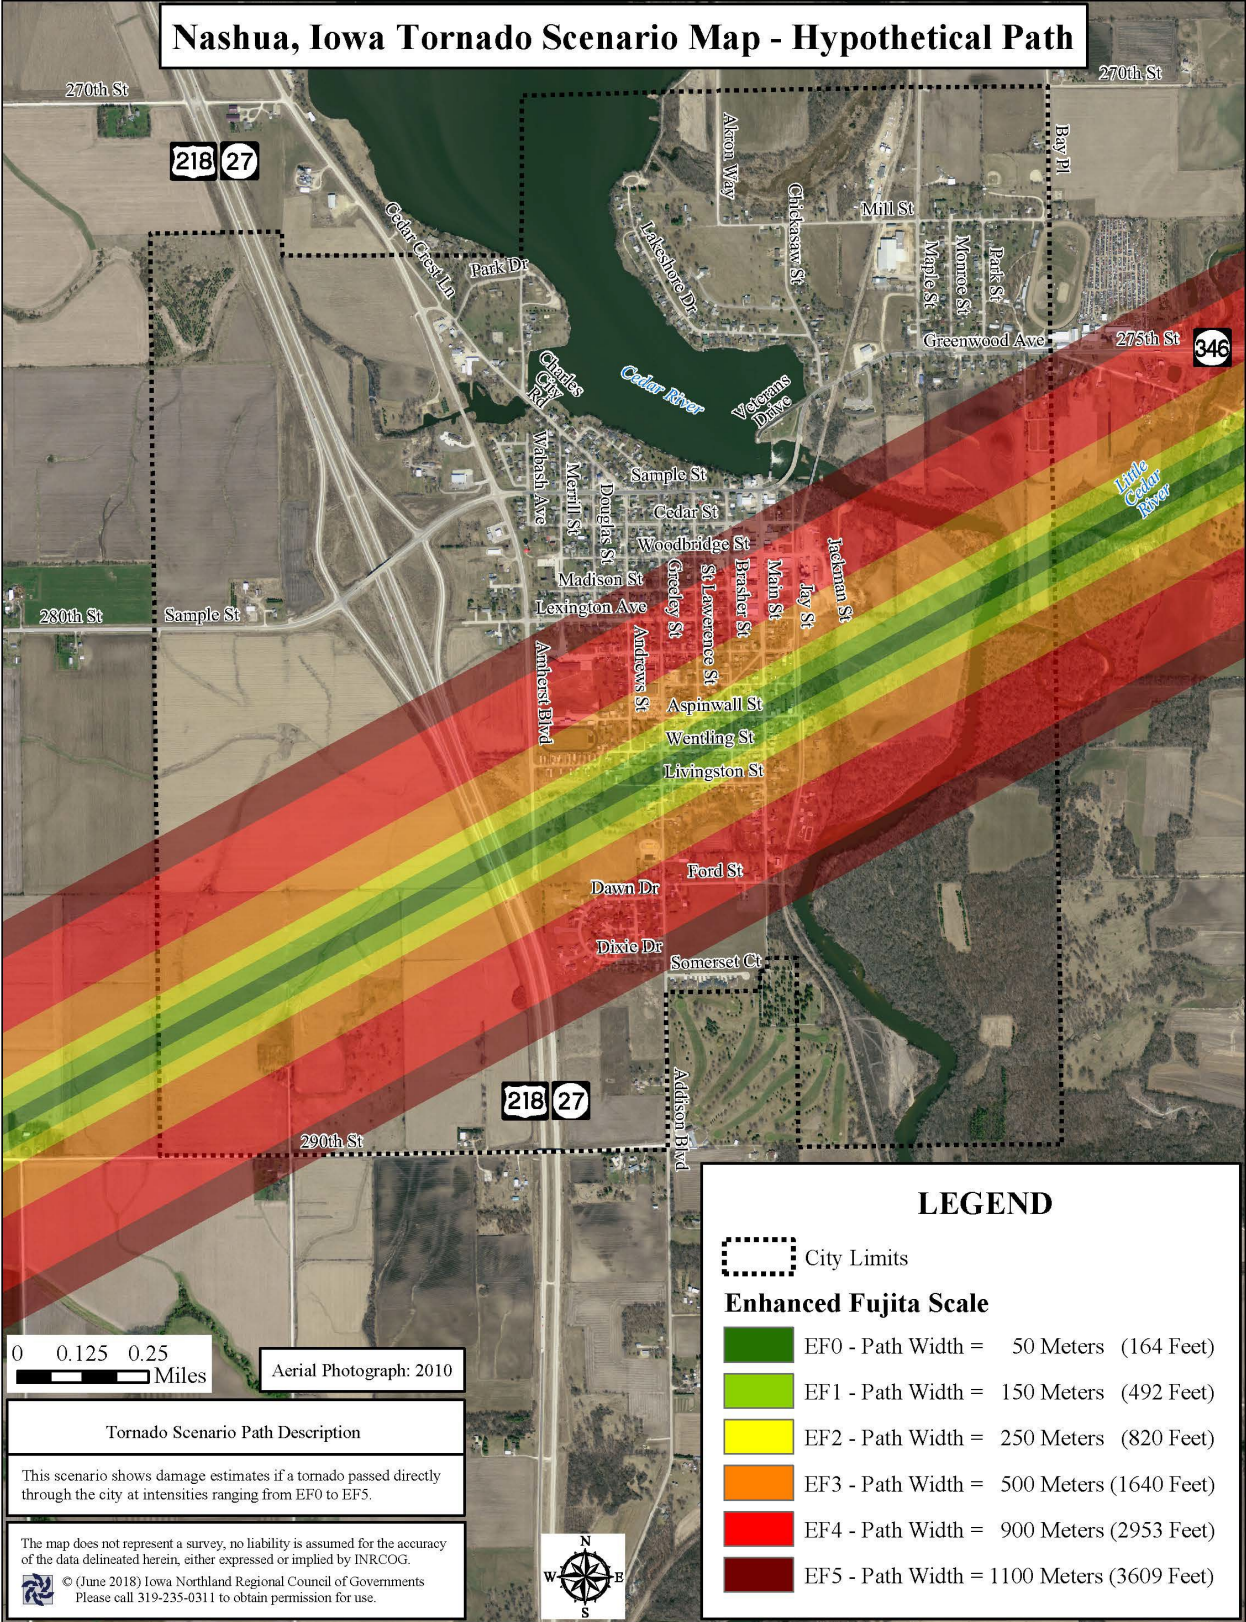 Nashua, Iowa Tornado Scenario Map - Hypothetical Path
270th St
270th St
218
27
Akron Way
Bay Pl
Chickasaw St
Mill St
Cedar Crest Ln
Lakeshore Dr
Park Dr
Maple St
Monroe St
Park St
Greenwood Ave
275th St
346
Charles
City
Rd
Cedar River
Veterans
Drive
Wabash Ave
Merrill St
Douglas St
Sample St
Cedar St
Woodbridge St
Little
Cedar
River
Madison St
Lexington Ave
Greeley St
St Lawerence St
Brasher St
Main St
Jay St
Jackman St
280th St
Sample St
Amherst Blvd
Andrews St
Aspinwall St
Wentling St
Livingston St
Ford St
Dawn Dr
Dixie Dr
Somerset Ct
218
27
Addison Blvd
290th St
LEGEND
City Limits
Enhanced Fujita Scale
EF0 - Path Width = 50 Meters (164 Feet)
EF1 - Path Width = 150 Meters (492 Feet)
EF2 - Path Width = 250 Meters (820 Feet)
EF3 - Path Width = 500 Meters (1640 Feet)
EF4 - Path Width = 900 Meters (2953 Feet)
EF5 - Path Width = 1100 Meters (3609 Feet)
0 0.125 0.25
Miles
Aerial Photograph: 2010
Tornado Scenario Path Description
This scenario shows damage estimates if a tornado passed directly
through the city at intensities ranging from EF0 to EF5.
The map does not represent a survey, no liability is assumed for the accuracy
of the data delineated herein, either expressed or implied by INRCOG.
© (June 2018) Iowa Northland Regional Council of Governments
Please call 319-235-0311 to obtain permission for use.
N
W E
S